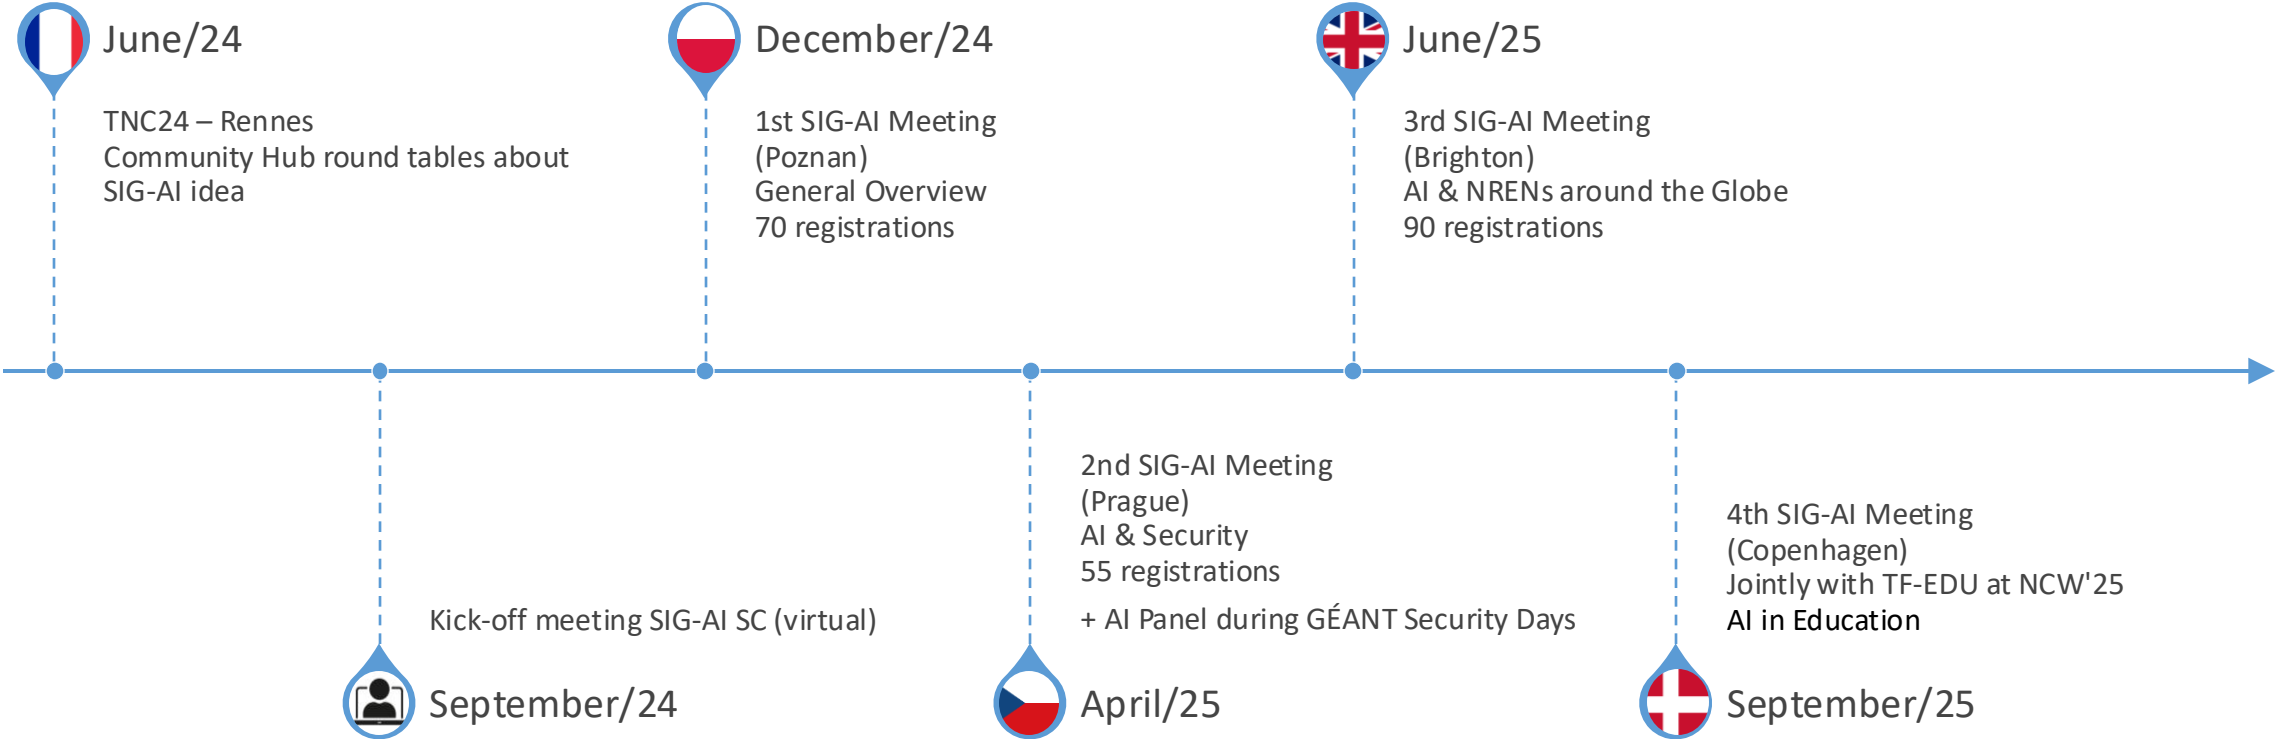 June/24
TNC24 – Rennes
Community Hub round tables about
SIG-AI idea
Kick-off meeting SIG-AI SC (virtual)
September/24
December/24
1st SIG-AI Meeting
(Poznan)
General Overview
70 registrations
2nd SIG-AI Meeting
(Prague)
AI & Security
55 registrations
+ AI Panel during GÉANT Security Days
April/25
June/25
3rd SIG-AI Meeting
(Brighton)
AI & NRENs around the Globe
90 registrations
4th SIG-AI Meeting
(Copenhagen)
Jointly with TF-EDU at NCW'25
AI in Education
September/25